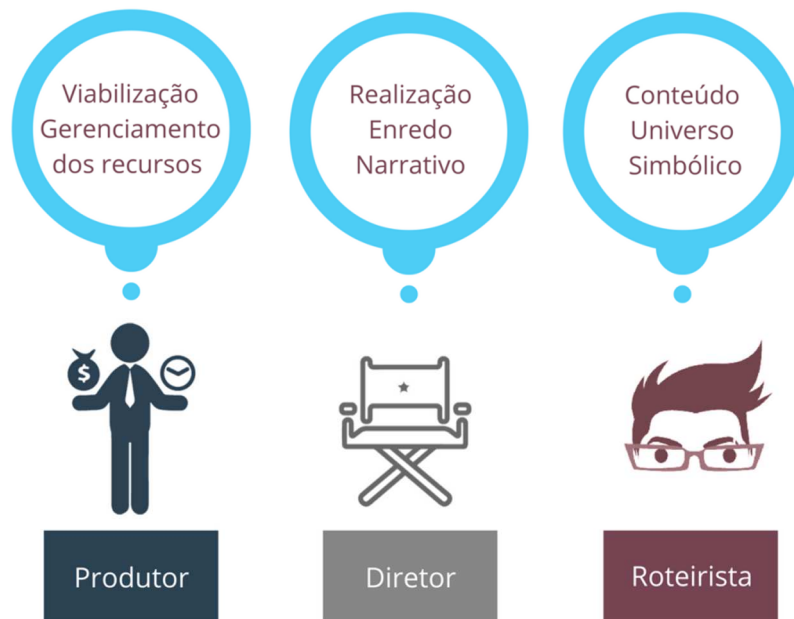 Viabilização
Gerenciamento
dos recursos
Realização
Enredo
Narrativo
Conteúdo
Universo
Simbólico
$
Produtor
Diretor
Roteirista